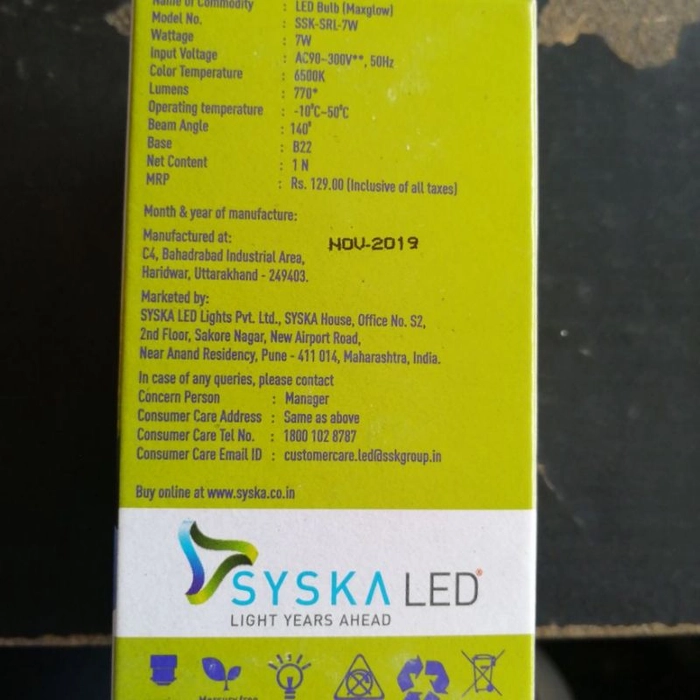 Name of Commodity : LED Bulb (Maxglow)
Model No. : SSK-SRL-7W
Wattage : 7W
Input Voltage : AC90~300V**, 50Hz
Color Temperature : 6500K
Lumens : 770*
Operating temperature : -10°C~50°C
Beam Angle : 140°
Base : B22
Net Content : 1 N
MRP : Rs. 129.00 (Inclusive of all taxes)
Month & year of manufacture:
NOV-2019
Manufactured at:
C4, Bahadrabad Industrial Area,
Haridwar, Uttarakhand - 249403.
Marketed by:
SYSKA LED Lights Pvt. Ltd., SYSKA House, Office No. S2,
2nd Floor, Sakore Nagar, New Airport Road,
Near Anand Residency, Pune - 411 014, Maharashtra, India.
In case of any queries, please contact
Concern Person : Manager
Consumer Care Address : Same as above
Consumer Care Tel No. : 1800 102 8787
Consumer Care Email ID : customercare.led@sskgroup.in
Buy online at www.syska.co.in
SYSKA LED®
LIGHT YEARS AHEAD
Mercury free